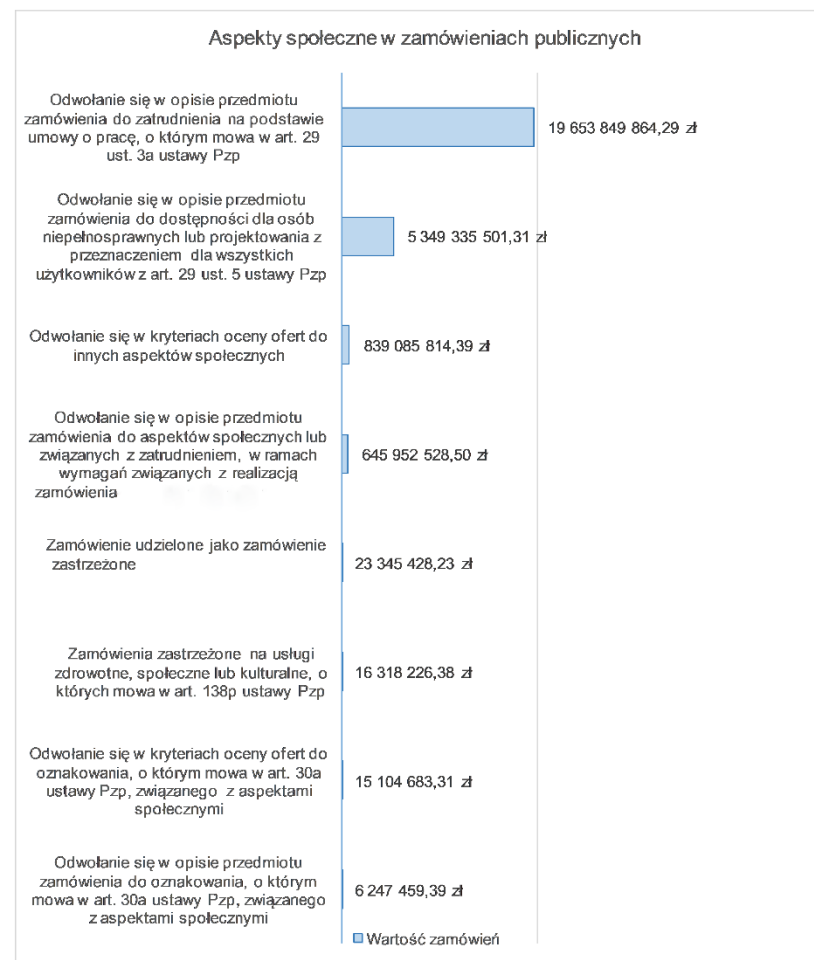 Aspekty społeczne w zamówieniach publicznych
Odwołanie się w opisie przedmiotu
zamówienia do zatrudnienia na podstawie
umowy o pracę, o którym mowa w art. 29
ust. 3a ustawy Pzp
19 653 849 864,29 zł
Odwołanie się w opisie przedmiotu
zamówienia do dostępności dla osób
niepełnosprawnych lub projektowania z
przeznaczeniem dla wszystkich
użytkowników z art. 29 ust. 5 ustawy Pzp
5 349 335 501,31 zł
Odwołanie się w kryteriach oceny ofert do
innych aspektów społecznych
839 085 814,39 zł
Odwołanie się w opisie przedmiotu
zamówienia do aspektów społecznych lub
związanych z zatrudnieniem, w ramach
wymagań związanych z realizacją
zamówienia
645 952 528,50 zł
Zamówienie udzielone jako zamówienie
zastrzeżone
23 345 428,23 zł
Zamówienia zastrzeżone na usługi
zdrowotne, społeczne lub kulturalne, o
których mowa w art. 138p ustawy Pzp
16 318 226,38 zł
Odwołanie się w kryteriach oceny ofert do
oznakowania, o którym mowa w art. 30a
ustawy Pzp, związanego z aspektami
społecznymi
15 104 683,31 zł
Odwołanie się w opisie przedmiotu
zamówienia do oznakowania, o którym
mowa w art. 30a ustawy Pzp, związanego
z aspektami społecznymi
6 247 459,39 zł
Wartość zamówień